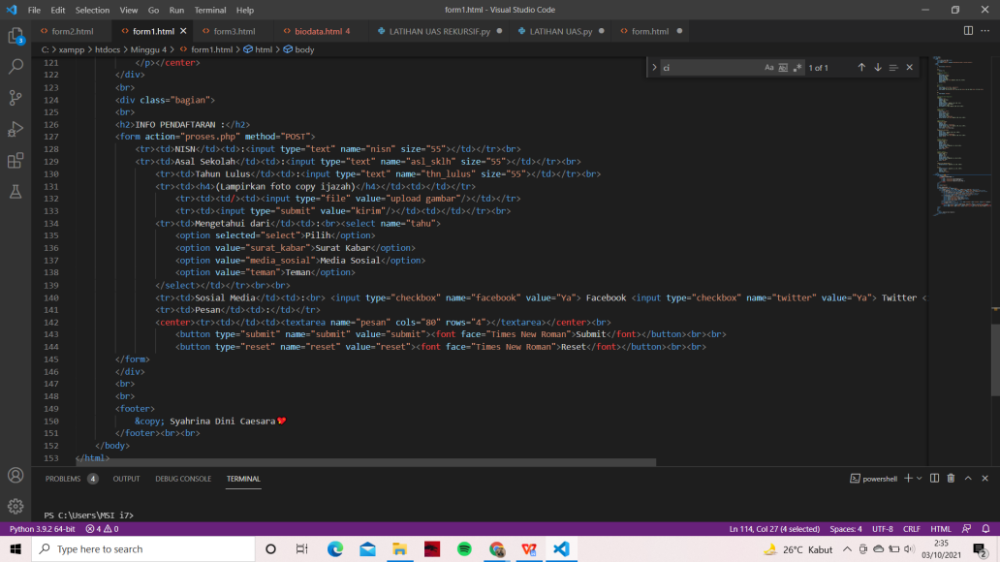 File Edit Selection View Go Run Terminal Help
form1.html - Visual Studio Code
form2.html form1.html form3.html biodata.html 4 LATIHAN UAS REKURSIF.py LATIHAN UAS.py form.html
C: > xampp > htdocs > Minggu 4 > form1.html > html > body
ci Aa ab 1 of 1
121 </p></center>
122 </div>
123 <br>
124 <div class="bagian">
125 <br>
126 <h2>INFO PENDAFTARAN :</h2>
127 <form action="proses.php" method="POST">
128 <tr><td>NISN</td><td>:<input type="text" name="nisn" size="55"></td></tr><br>
129 <tr><td>Asal Sekolah</td><td>:<input type="text" name="asl_sklh" size="55"></td></tr><br>
130 <tr><td>Tahun Lulus</td><td>:<input type="text" name="thn_lulus" size="55"></td></tr><br>
131 <tr><td><h4>(Lampirkan foto copy ijazah)</h4></td><td></td></tr>
132 <tr><td><td/><td><input type="file" value="upload gambar"/></td></tr>
133 <tr><td><input type="submit" value="kirim"/></td><td></td></tr><br>
134 <tr><td>Mengetahui dari</td><td>:<br><select name="tahu">
135 <option selected="select">Pilih</option>
136 <option value="surat_kabar">Surat Kabar</option>
137 <option value="media_sosial">Media Sosial</option>
138 <option value="teman">Teman</option>
139 </select></td></tr><br><br>
140 <tr><td>Sosial Media</td><td>:<br> <input type="checkbox" name="facebook" value="Ya"> Facebook <input type="checkbox" name="twitter" value="Ya"> Twitter <
141 <tr><td>Pesan</td><td>:</td></tr>
142 <center><tr><td></td><td><textarea name="pesan" cols="80" rows="4"></textarea></center><br>
143 <button type="submit" name="submit" value="submit"><font face="Times New Roman">Submit</font></button><br><br>
144 <button type="reset" name="reset" value="reset"><font face="Times New Roman">Reset</font></button><br><br>
145 </form>
146 </div>
147 <br>
148 <br>
149 <footer>
150 &copy; Syahrina Dini Caesara💖
151 </footer><br><br>
152 </body>
153 </html>
PROBLEMS 4 OUTPUT DEBUG CONSOLE TERMINAL powershell
PS C:\Users\MSI i7>
Python 3.9.2 64-bit 4 0 Ln 114, Col 27 (4 selected) Spaces: 4 UTF-8 CRLF HTML
Type here to search
26°C Kabut
2:35
03/10/2021
2
3